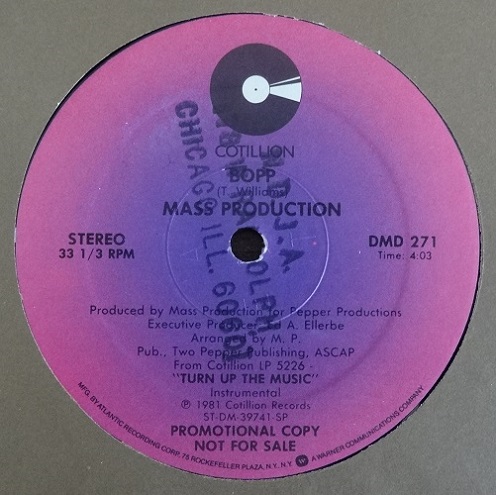 COTILLION
BOPP
(T. Williams)
MASS PRODUCTION
STEREO
33 1/3 RPM
DMD 271
Time: 4:03
Produced by Mass Production for Pepper Productions
Executive Produced A. Ellerbe
Arranged by M. P.
Pub., Two Pepper Publishing, ASCAP
From Cotillion LP 5226 -
"TURN UP THE MUSIC"
Instrumental
℗ 1981 Cotillion Records
ST-DM-39741-SP
PROMOTIONAL COPY
NOT FOR SALE
MFG. BY ATLANTIC RECORDING CORP., 75 ROCKEFELLER PLAZA, N.Y., N.Y. A WARNER COMMUNICATIONS COMPANY
CHICAGO ILL. 60601